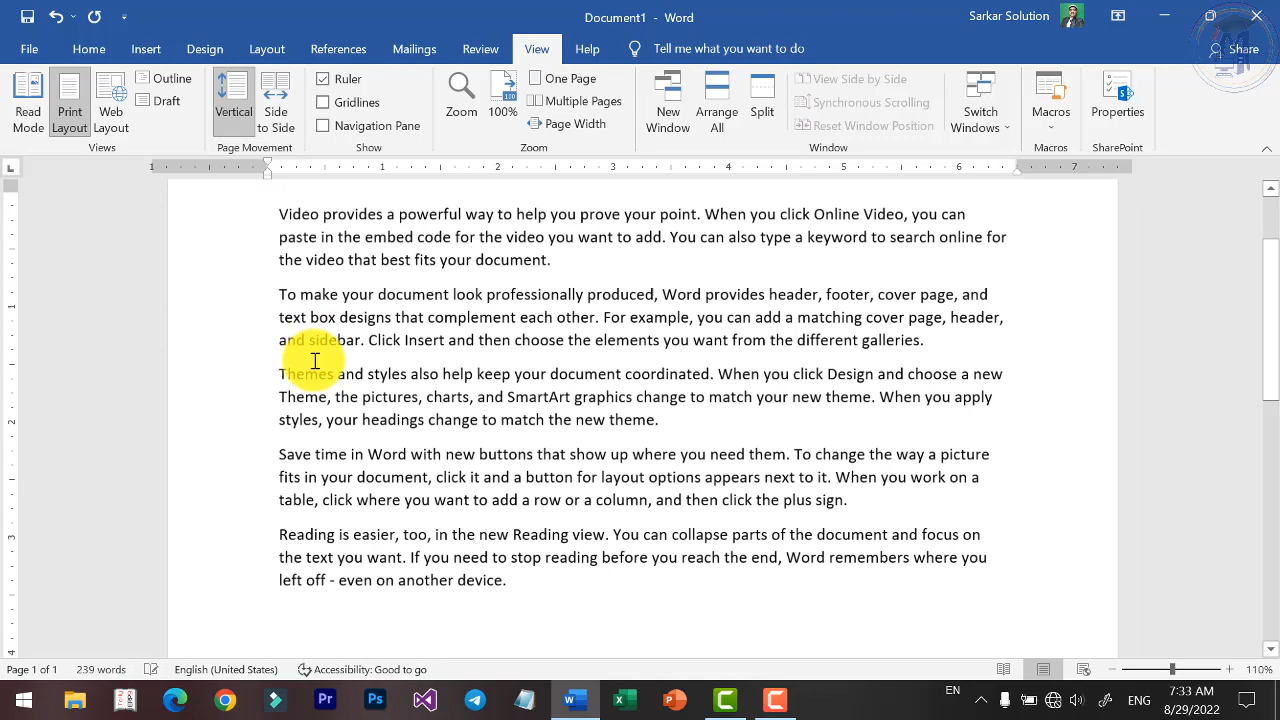 Document1 - Word
Sarkar Solution
File Home Insert Design Layout References Mailings Review View Help Tell me what you want to do Share
Read Mode
Print Layout
Web Layout
Outline
Draft
Views
Vertical
Side to Side
Page Movement
Ruler
Gridlines
Navigation Pane
Show
Zoom
100
100%
One Page
Multiple Pages
Page Width
Zoom
New Window
Arrange All
Split
View Side by Side
Synchronous Scrolling
Reset Window Position
Switch Windows
Window
Macros
Macros
Properties
SharePoint
1 1 2 3 4 5 6 7
Video provides a powerful way to help you prove your point. When you click Online Video, you can
paste in the embed code for the video you want to add. You can also type a keyword to search online for
the video that best fits your document.
To make your document look professionally produced, Word provides header, footer, cover page, and
text box designs that complement each other. For example, you can add a matching cover page, header,
and sidebar. Click Insert and then choose the elements you want from the different galleries.
Themes and styles also help keep your document coordinated. When you click Design and choose a new
Theme, the pictures, charts, and SmartArt graphics change to match your new theme. When you apply
styles, your headings change to match the new theme.
Save time in Word with new buttons that show up where you need them. To change the way a picture
fits in your document, click it and a button for layout options appears next to it. When you work on a
table, click where you want to add a row or a column, and then click the plus sign.
Reading is easier, too, in the new Reading view. You can collapse parts of the document and focus on
the text you want. If you need to stop reading before you reach the end, Word remembers where you
left off - even on another device.
1
2
3
4
Page 1 of 1 239 words English (United States) Accessibility: Good to go 110%
Pr Ps EN ENG
7:33 AM
8/29/2022